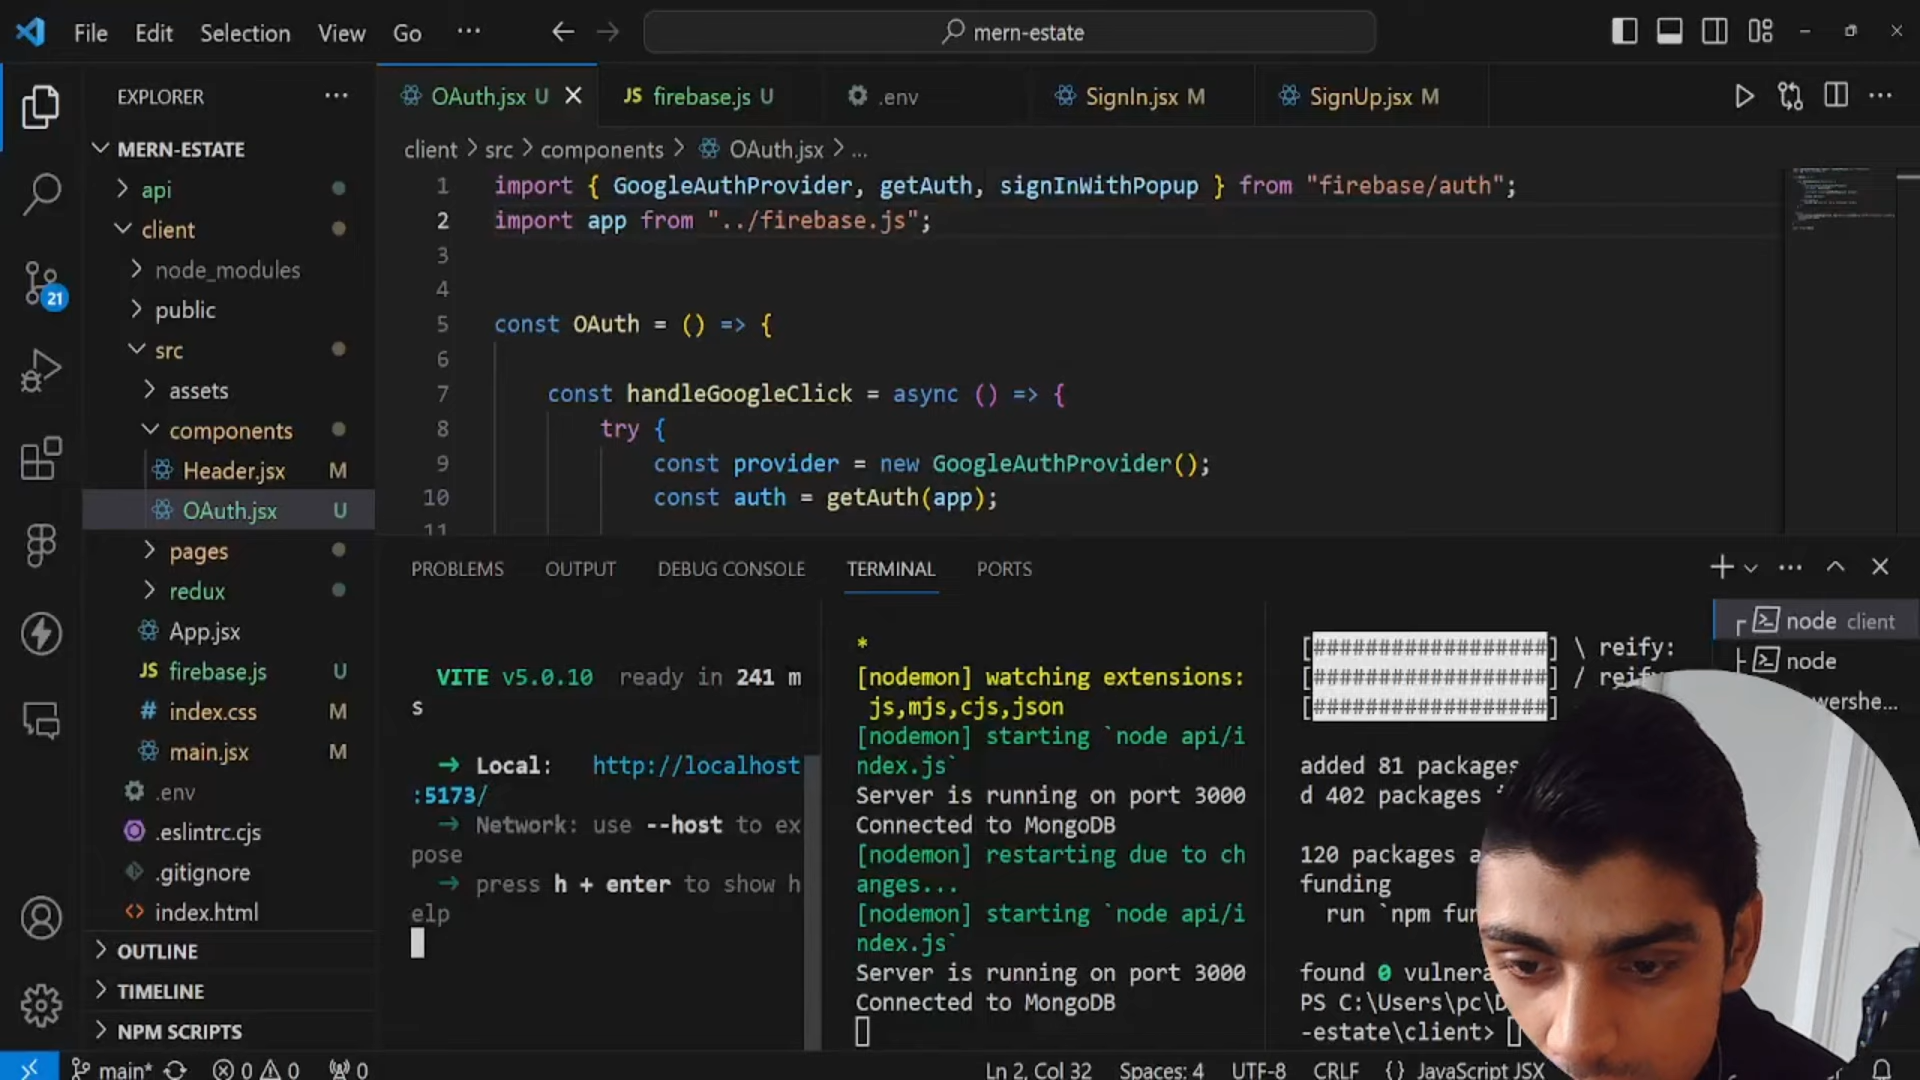 File Edit Selection View Go ··· mern-estate
EXPLORER ···
MERN-ESTATE
api
client
node_modules
public
src
assets
components
Header.jsx M
OAuth.jsx U
pages
redux
App.jsx
JS firebase.js U
# index.css M
main.jsx M
.env
.eslintrc.cjs
.gitignore
<> index.html
OUTLINE
TIMELINE
NPM SCRIPTS
21
OAuth.jsx U
JS firebase.js U
.env
SignIn.jsx M
SignUp.jsx M
client > src > components > OAuth.jsx > ...
1 import { GoogleAuthProvider, getAuth, signInWithPopup } from "firebase/auth";
2 import app from "../firebase.js";
3
4
5 const OAuth = () => {
6
7 const handleGoogleClick = async () => {
8 try {
9 const provider = new GoogleAuthProvider();
10 const auth = getAuth(app);
11
PROBLEMS OUTPUT DEBUG CONSOLE TERMINAL PORTS
VITE v5.0.10 ready in 241 m
s
➜ Local: http://localhost
:5173/
➜ Network: use --host to ex
pose
➜ press h + enter to show h
elp
*
[nodemon] watching extensions:
js,mjs,cjs,json
[nodemon] starting `node api/i
ndex.js`
Server is running on port 3000
Connected to MongoDB
[nodemon] restarting due to ch
anges...
[nodemon] starting `node api/i
ndex.js`
Server is running on port 3000
Connected to MongoDB
[##################] \ reify:
[##################] / reify
[##################]
added 81 packages
d 402 packages
120 packages a
funding
run `npm fun
found 0 vulnera
PS C:\Users\pc\D
-estate\client>
node client
node
wershe...
main* 0 0 0
Ln 2, Col 32 Spaces: 4 UTF-8 CRLF {} JavaScript JSX